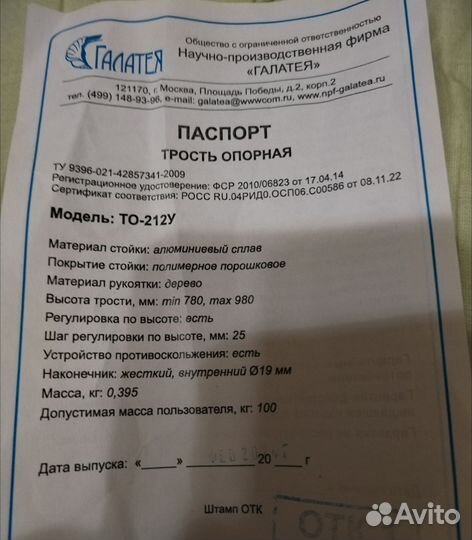 ГАЛАТЕЯ
Общество с ограниченной ответственностью
Научно-производственная фирма
«ГАЛАТЕЯ»
121170, г. Москва, Площадь Победы, д.2, корп.2
тел. (499) 148-93-96, e-mail: galatea@wwwcom.ru, www.npf-galatea.ru
ПАСПОРТ
ТРОСТЬ ОПОРНАЯ
ТУ 9396-021-42857341-2009
Регистрационное удостоверение: ФСР 2010/06823 от 17.04.14
Сертификат соответствия: РОСС RU.04РИД0.ОСП06.С00586 от 08.11.22
Модель: ТО-212У
Материал стойки: алюминиевый сплав
Покрытие стойки: полимерное порошковое
Материал рукоятки: дерево
Высота трости, мм: min 780, max 980
Регулировка по высоте: есть
Шаг регулировки по высоте, мм: 25
Устройство противоскольжения: есть
Наконечник: жесткий, внутренний Ø19 мм
Масса, кг: 0,395
Допустимая масса пользователя, кг: 100
Дата выпуска: «_____» ________ 20 __ г
Штамп ОТК
Avito